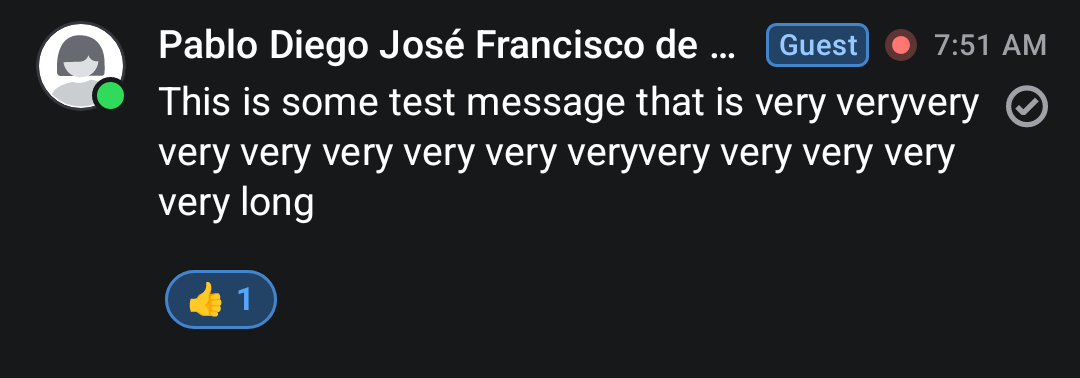 Pablo Diego José Francisco de ... Guest 7:51 AM
This is some test message that is very veryvery
very very very very very veryvery very very very
very long
👍 1